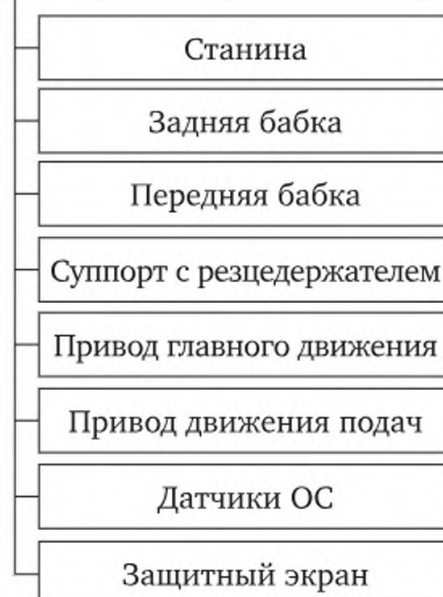 Станина
Задняя бабка
Передняя бабка
Суппорт с резцедержателем
Привод главного движения
Привод движения подач
Датчики ОС
Защитный экран